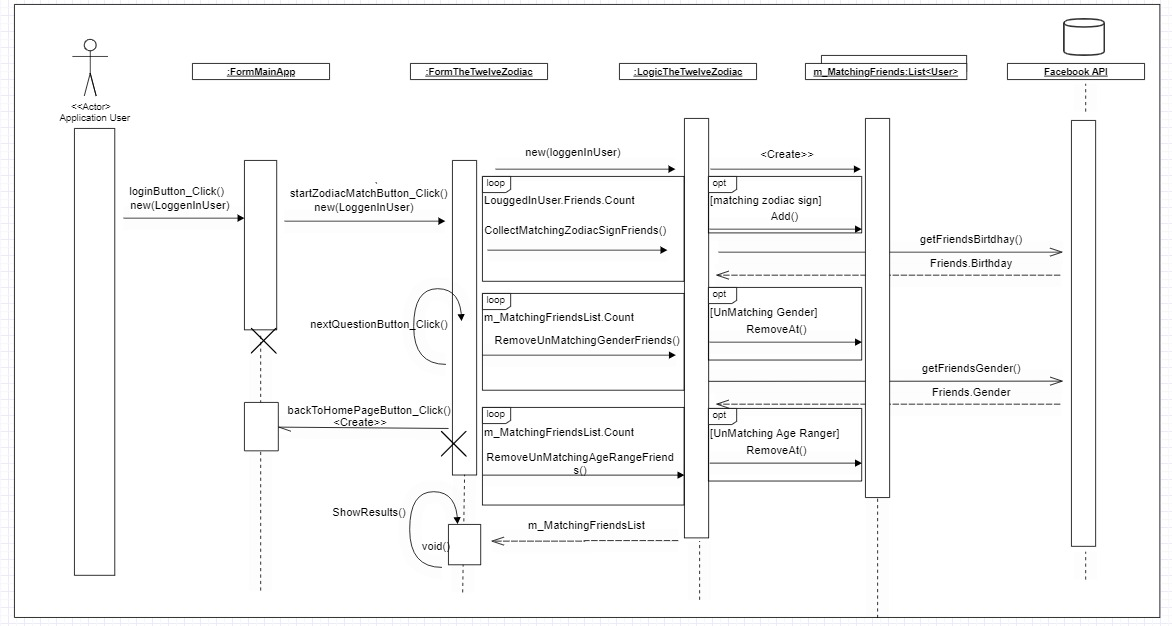 :FormMainApp
:FormTheTwelveZodiac
:LogicTheTwelveZodiac
m_MatchingFriends:List<User>
Facebook API
<<Actor>>
Application User
new(loggenInUser)
<Create>>
loop
opt
loginButton_Click()
new(LoggenInUser)
startZodiacMatchButton_Click()
new(LoggenInUser)
LouggedInUser.Friends.Count
[matching zodiac sign]
Add()
CollectMatchingZodiacSignFriends()
getFriendsBirtdhay()
Friends.Birthday
loop
opt
nextQuestionButton_Click()
m_MatchingFriendsList.Count
[UnMatching Gender]
RemoveAt()
RemoveUnMatchingGenderFriends()
getFriendsGender()
Friends.Gender
backToHomePageButton_Click()
<Create>>
loop
opt
m_MatchingFriendsList.Count
[UnMatching Age Ranger]
RemoveAt()
RemoveUnMatchingAgeRangeFriend
s()
ShowResults()
m_MatchingFriendsList
void()